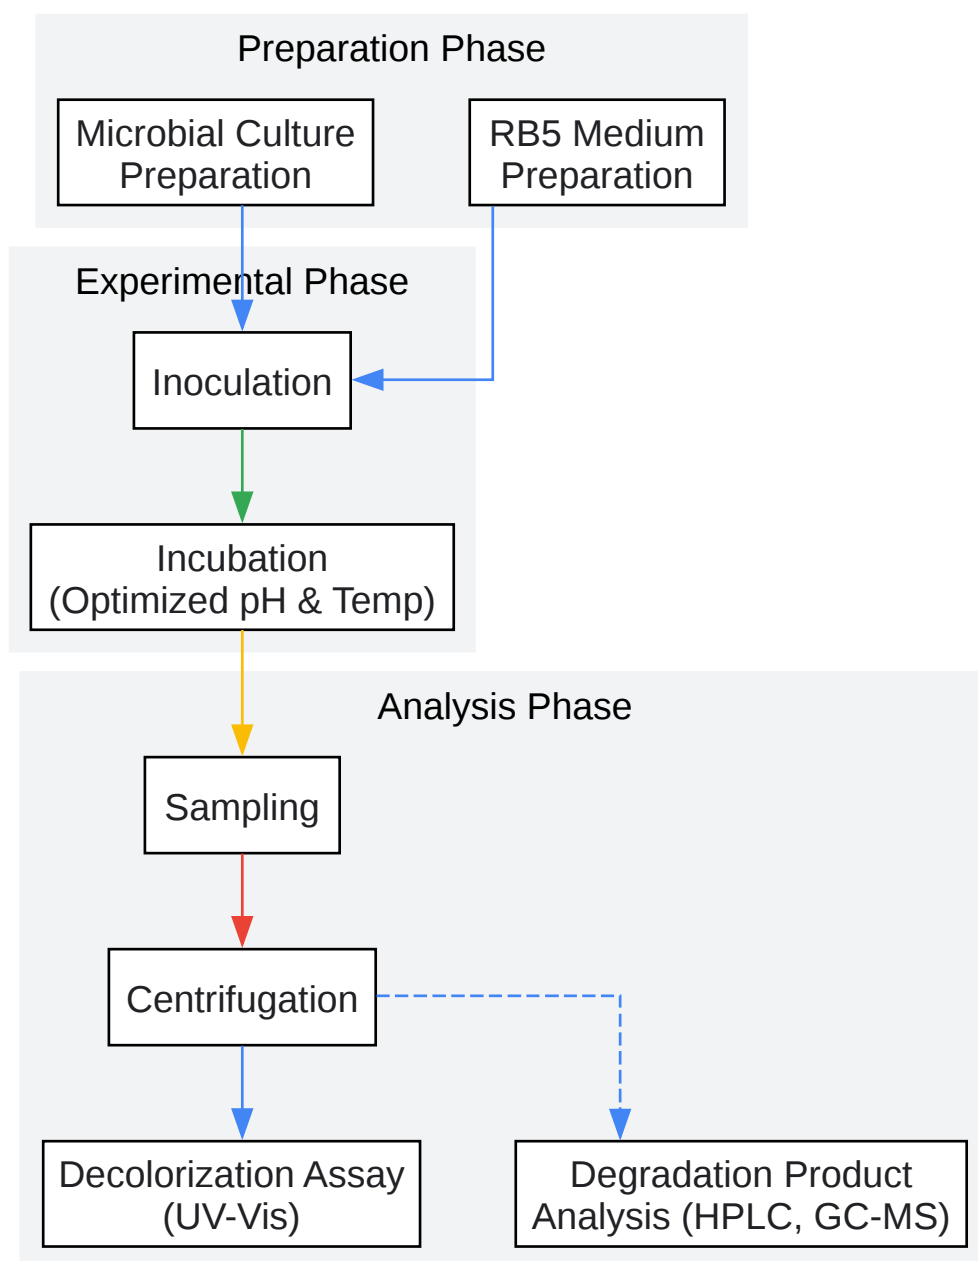 Preparation Phase
Microbial Culture
Preparation
RB5 Medium
Preparation
Experimental Phase
Inoculation
Incubation
(Optimized pH & Temp)
Analysis Phase
Sampling
Centrifugation
Decolorization Assay
(UV-Vis)
Degradation Product
Analysis (HPLC, GC-MS)